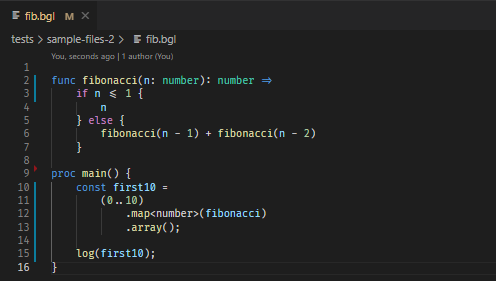 fib.bgl M ×
tests > sample-files-2 > fib.bgl
You, seconds ago | 1 author (You)
1
2 func fibonacci(n: number): number ⇒
3     if n ≤ 1 {
4         n
5     } else {
6         fibonacci(n - 1) + fibonacci(n - 2)
7     }
8
9 proc main() {
10     const first10 =
11         (0..10)
12             .map<number>(fibonacci)
13             .array();
14
15     log(first10);
16 }